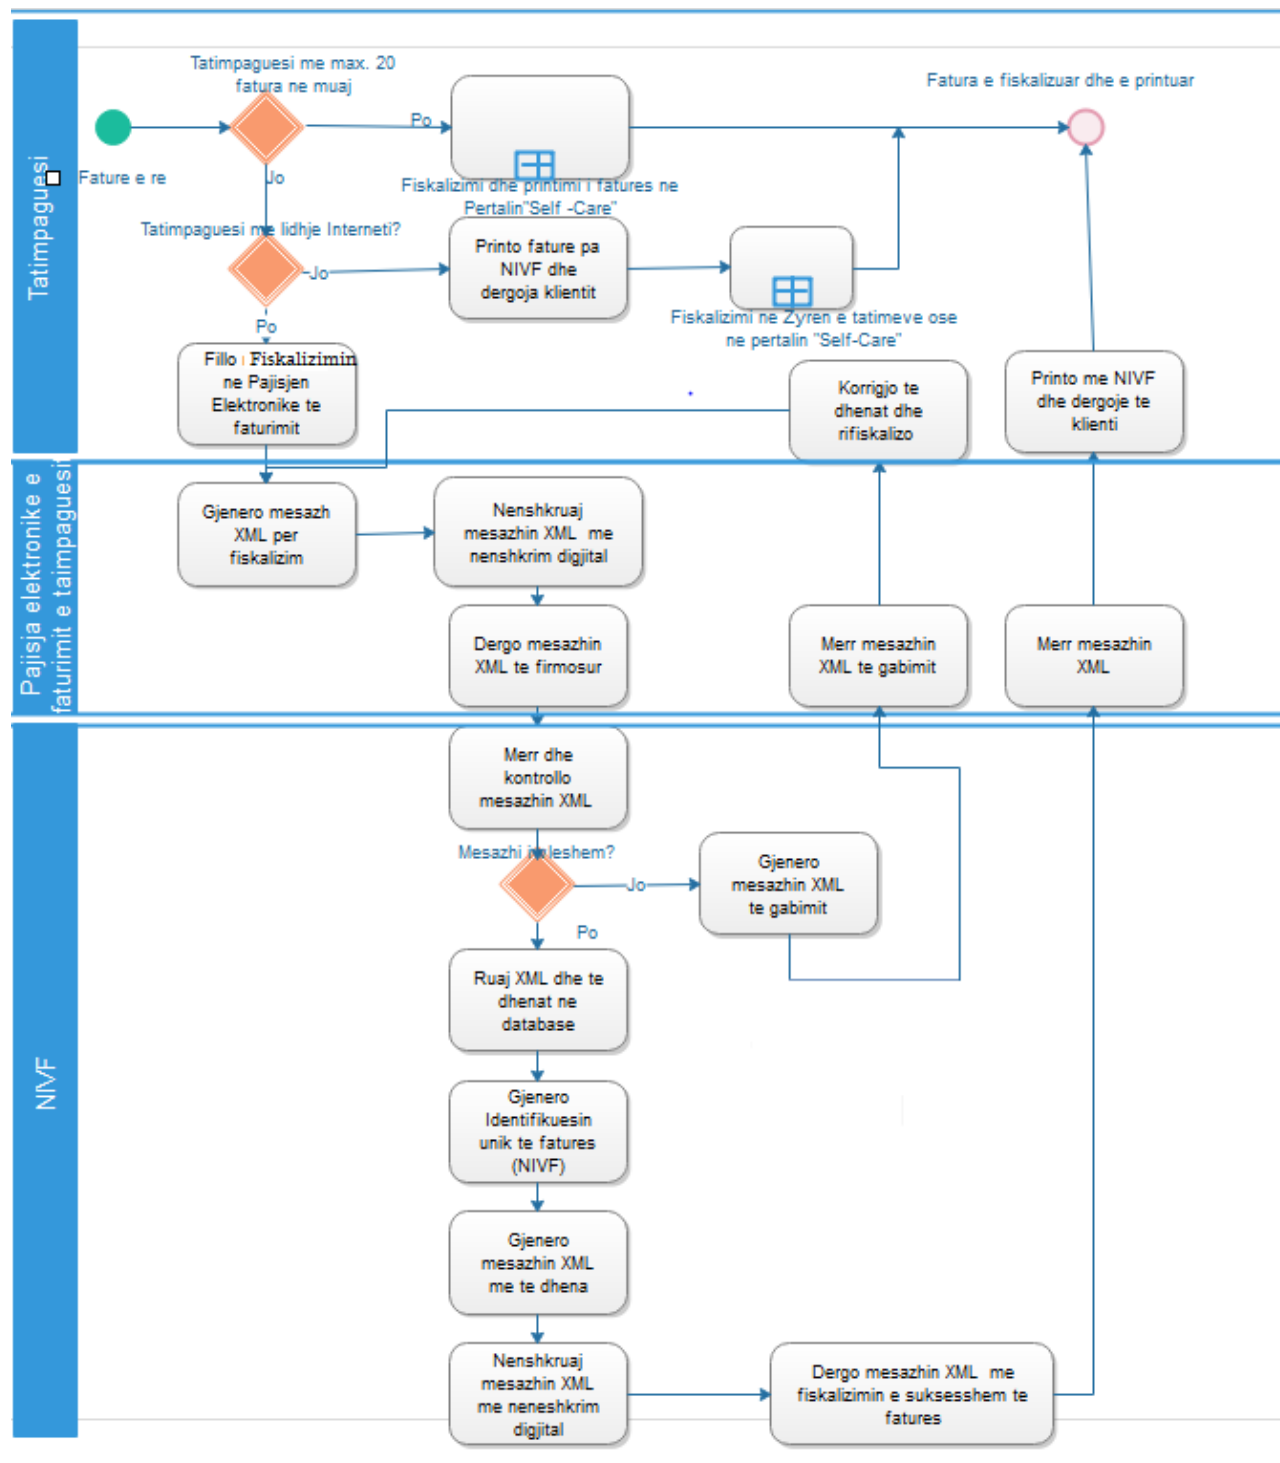 Tatimpaguesi
Tatimpaguesi me max. 20
fatura ne muaj
Fature e re
Po
Jo
Fiskalizimi dhe printimi i fatures ne
Pertalin"Self -Care"
Fatura e fiskalizuar dhe e printuar
Tatimpaguesi me lidhje Interneti?
Jo
Po
Printo fature pa
NIVF dhe
dergoja klientit
Fiskalizimi ne Zyren e tatimeve ose
ne pertalin "Self-Care"
Fillo Fiskalizimin
ne Pajisjen
Elektronike te
faturimit
Korrigjo te
dhenat dhe
rifiskalizo
Printo me NIVF
dhe dergoje te
klienti
Pajisja elektronike e
faturimit e taimpaguesit
Gjenero mesazh
XML per
fiskalizim
Nenshkruaj
mesazhin XML me
nenshkrim digjital
Dergo mesazhin
XML te firmosur
Merr mesazhin
XML te gabimit
Merr mesazhin
XML
NIVF
Merr dhe
kontrollo
mesazhin XML
Mesazhi i vleshem?
Jo
Po
Gjenero
mesazhin XML
te gabimit
Ruaj XML dhe te
dhenat ne
database
Gjenero
Identifikuesin
unik te fatures
(NIVF)
Gjenero
mesazhin XML
me te dhena
Nenshkruaj
mesazhin XML
me neneshkrim
digjital
Dergo mesazhin XML me
fiskalizimin e suksesshem te
fatures